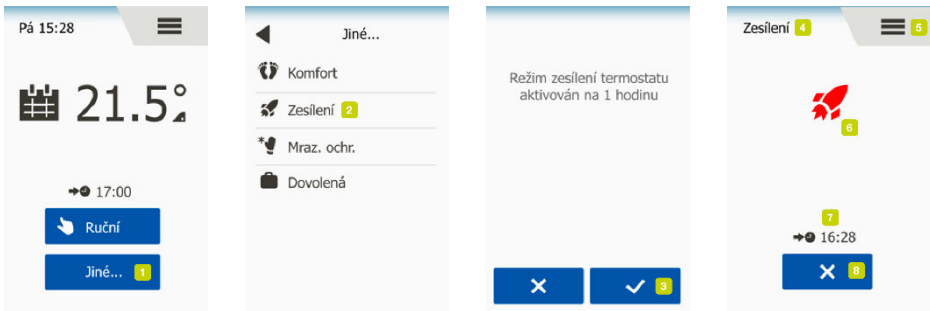 Pá 15:28
21.5°
17:00
Ruční
Jiné... 1
Jiné...
Komfort
Zesílení 2
Mraz. ochr.
Dovolená
Režim zesílení termostatu
aktivován na 1 hodinu
3
Zesílení 4
5
6
7
16:28
8